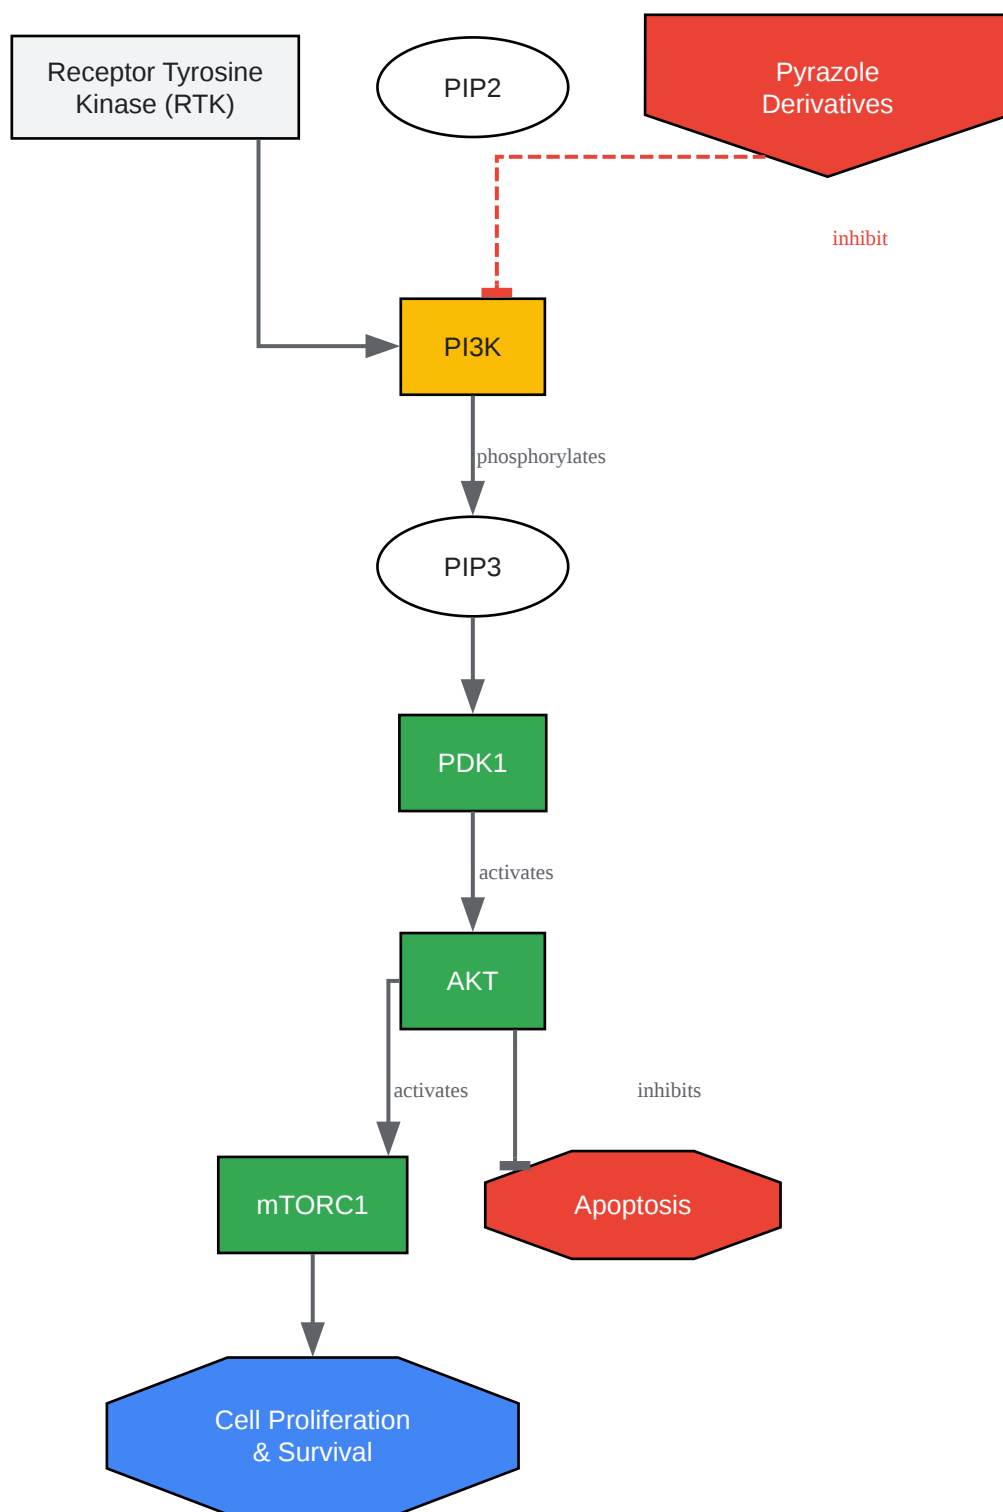 Receptor Tyrosine
Kinase (RTK)
PIP2
Pyrazole
Derivatives
inhibit
PI3K
phosphorylates
PIP3
PDK1
activates
AKT
activates
inhibits
mTORC1
Apoptosis
Cell Proliferation
& Survival